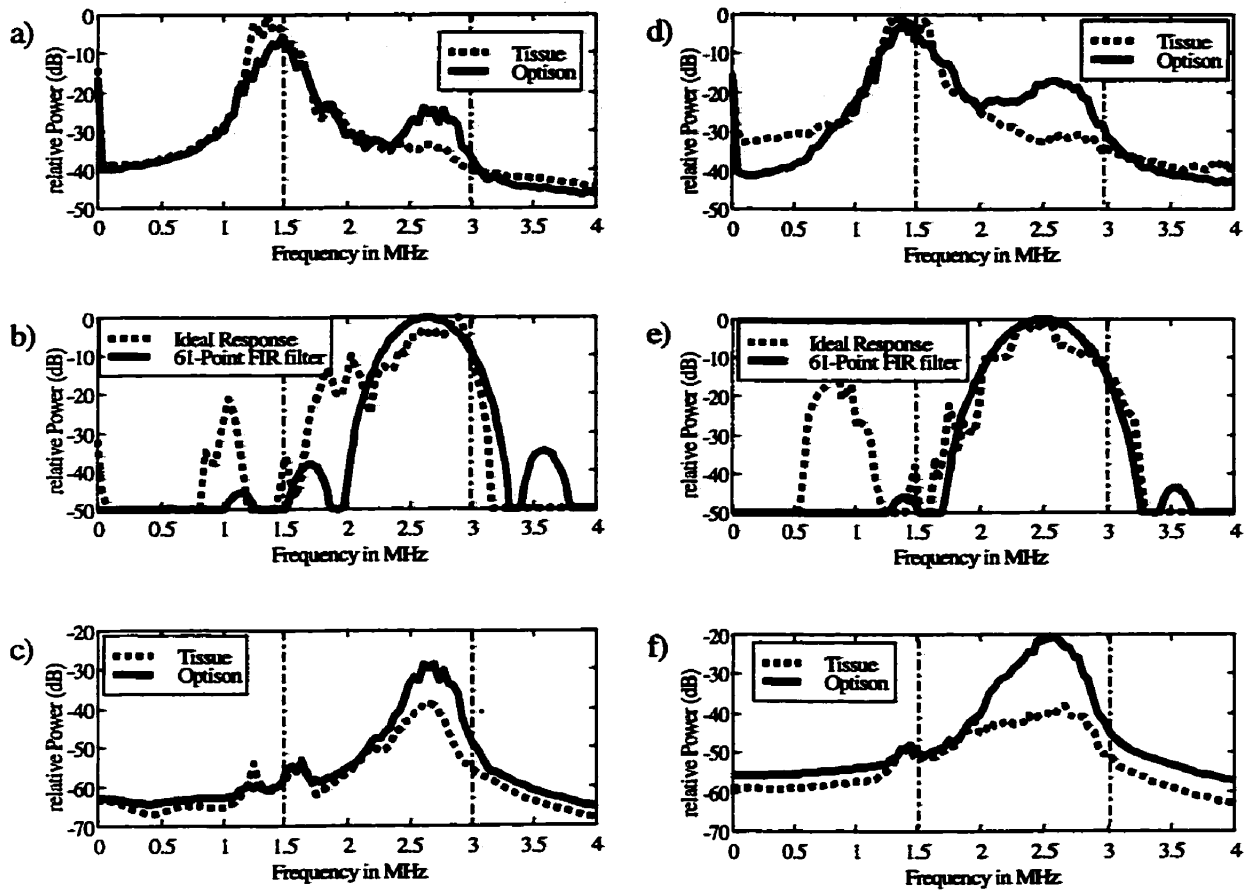 a)
relative Power (dB)
0
-10
-20
-30
-40
-50
Tissue
Optison
0 0.5 1 1.5 2 2.5 3 3.5 4
Frequency in MHz
b)
relative Power (dB)
0
-10
-20
-30
-40
-50
Ideal Response
61-Point FIR filter
0 0.5 1 1.5 2 2.5 3 3.5 4
Frequency in MHz
c)
relative Power (dB)
-20
-30
-40
-50
-60
-70
Tissue
Optison
0 0.5 1 1.5 2 2.5 3 3.5 4
Frequency in MHz
d)
relative Power (dB)
0
-10
-20
-30
-40
-50
Tissue
Optison
0 0.5 1 1.5 2 2.5 3 3.5 4
Frequency in MHz
e)
relative Power (dB)
0
-10
-20
-30
-40
-50
Ideal Response
61-Point FIR filter
0 0.5 1 1.5 2 2.5 3 3.5 4
Frequency in MHz
f)
relative Power (dB)
-20
-30
-40
-50
-60
-70
Tissue
Optison
0 0.5 1 1.5 2 2.5 3 3.5 4
Frequency in MHz